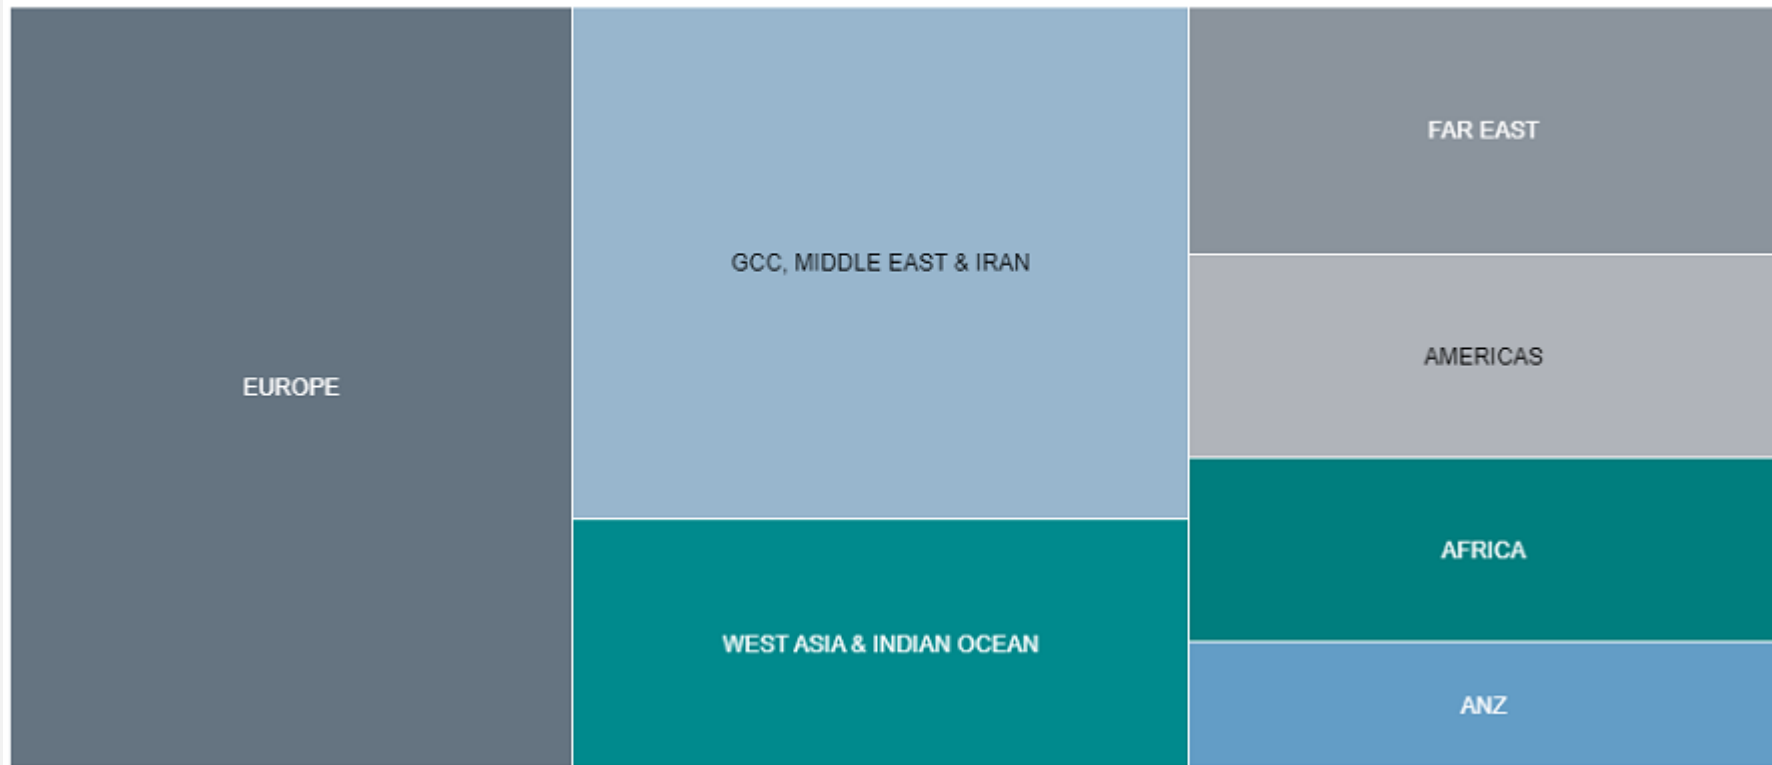 EUROPE
GCC, MIDDLE EAST & IRAN
WEST ASIA & INDIAN OCEAN
FAR EAST
AMERICAS
AFRICA
ANZ